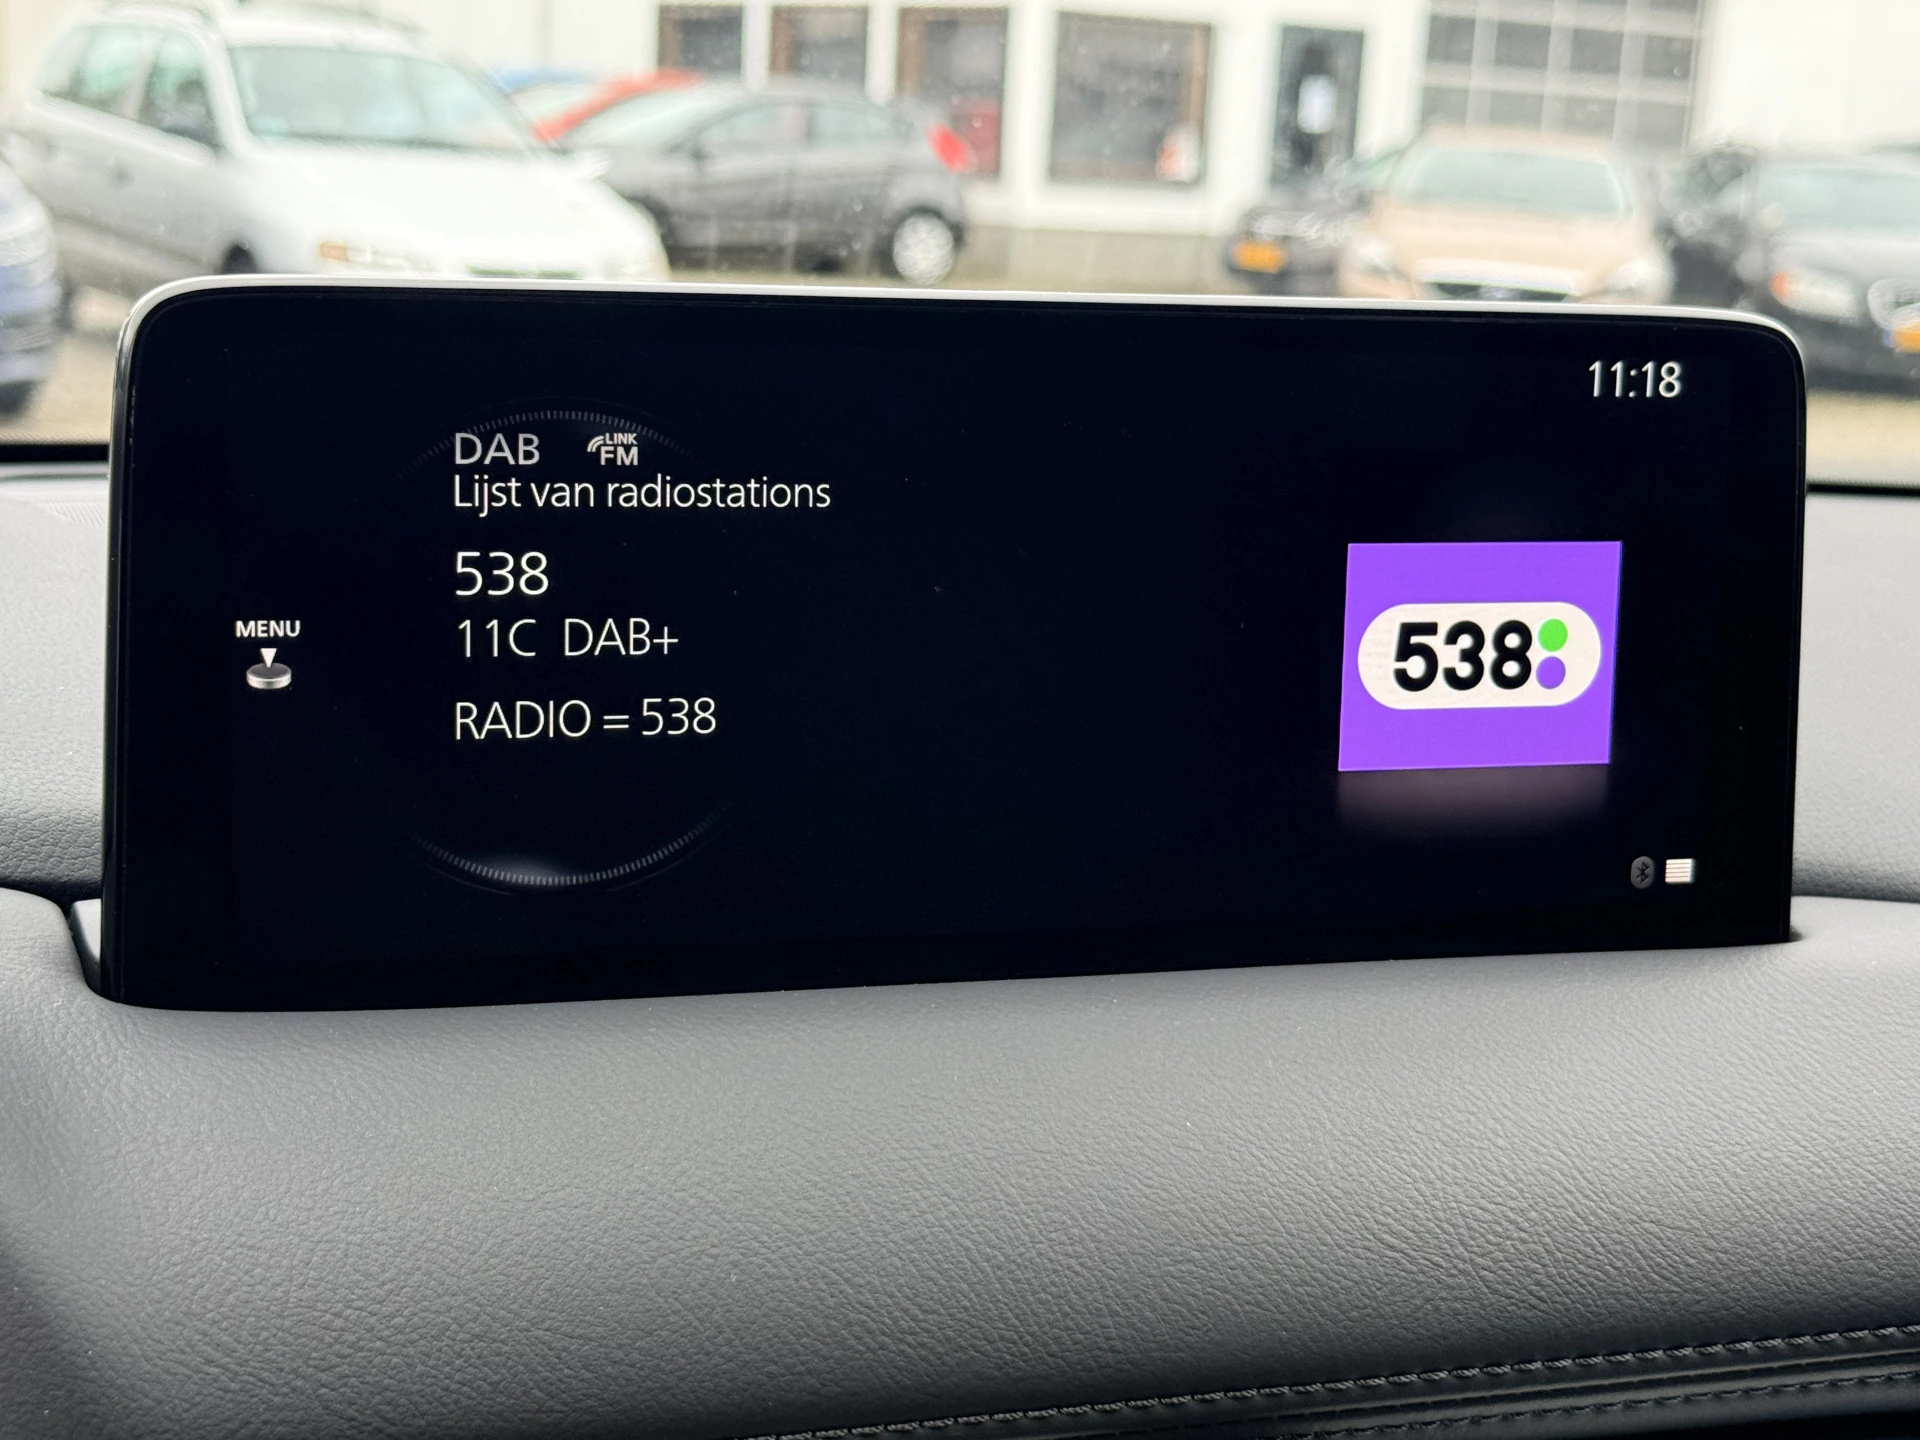 11:18
DAB LINK FM
Lijst van radiostations
538
11C DAB+
MENU
RADIO = 538
538